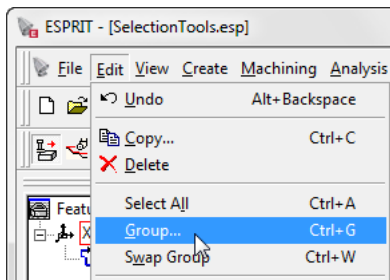 ESPRIT - [SelectionTools.esp]
File Edit View Create Machining Analysis
Undo Alt+Backspace
Copy... Ctrl+C
Delete
Select All Ctrl+A
Group... Ctrl+G
Swap Group Ctrl+W